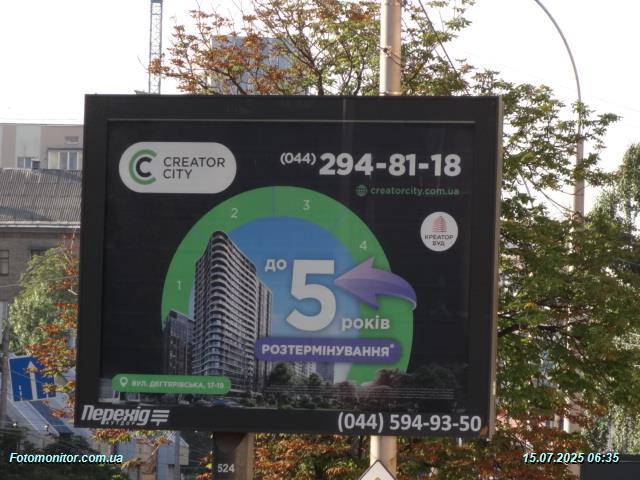 CREATOR CITY
(044) 294-81-18
creatorcity.com.ua
1
2
3
4
КРЕАТОР
БУД
до 5 років
РОЗТЕРМІНУВАННЯ*
ВУЛ. ДЕГТЯРІВСЬКА, 17-19
Перехід
АУТДОР
(044) 594-93-50
524
Fotomonitor.com.ua
15.07.2025 06:35